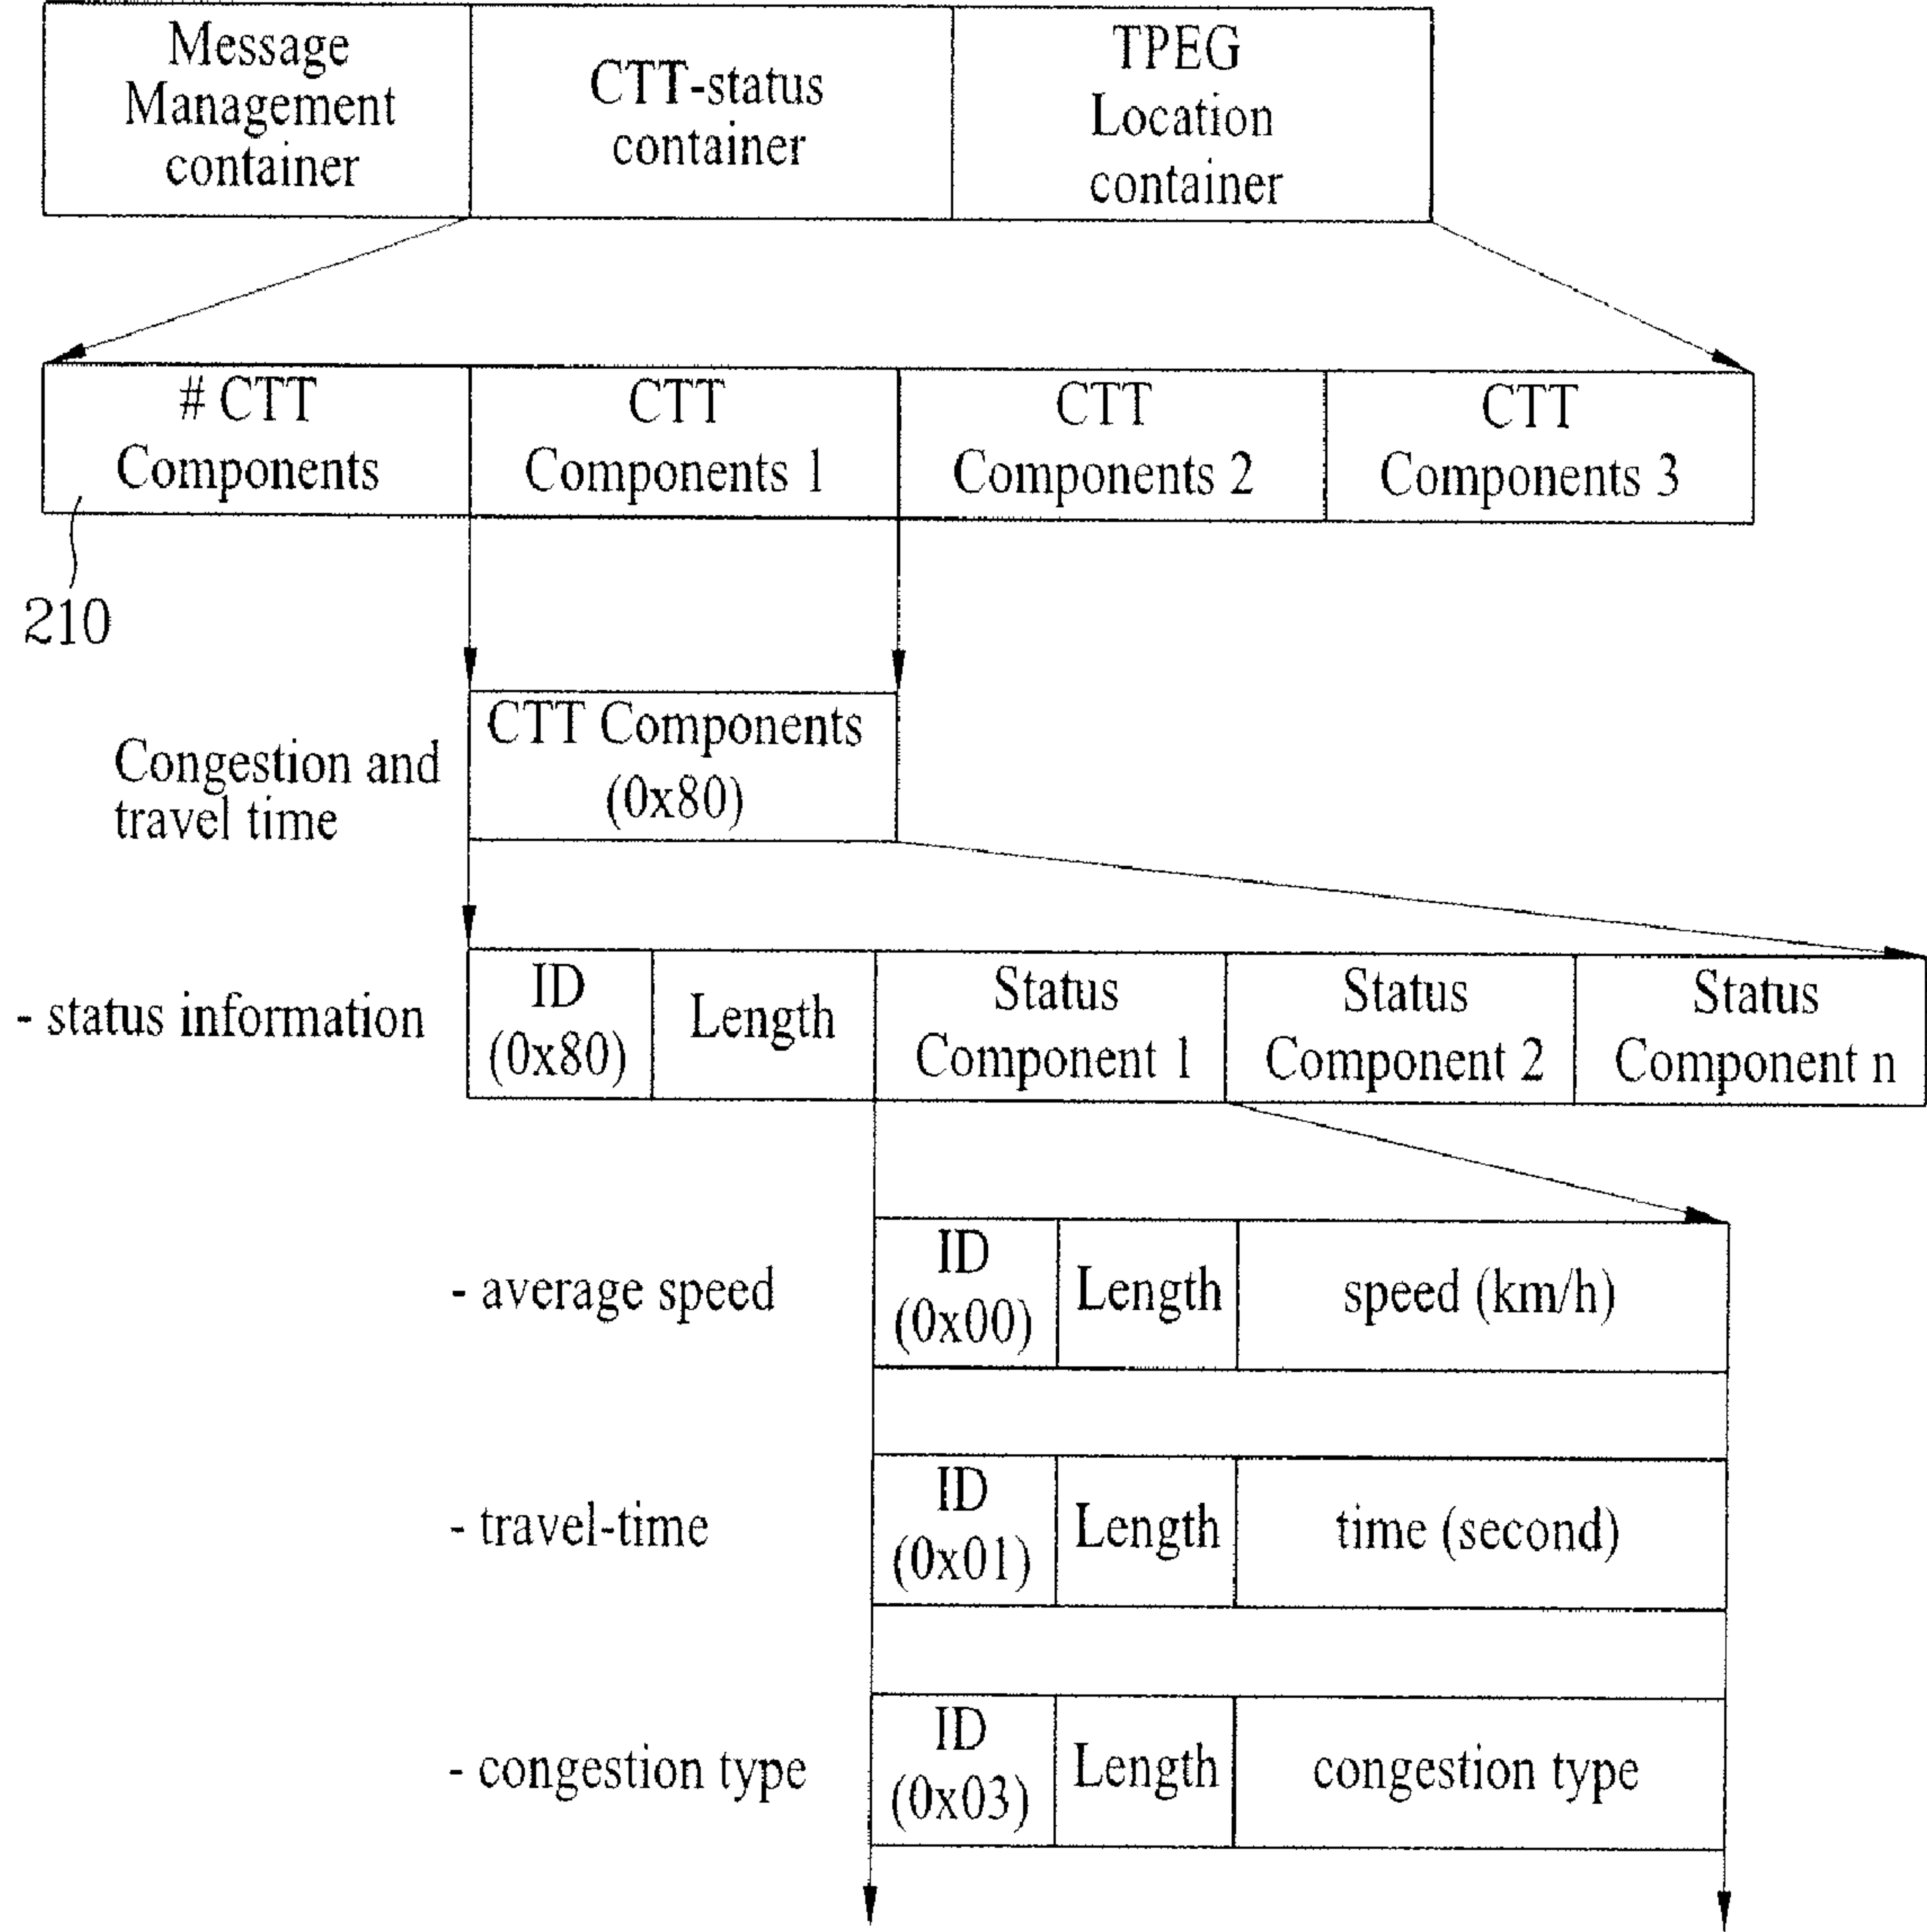 Message
Management
container
CTT-status
container
TPEG
Location
container
# CTT
Components
CTT
Components 1
CTT
Components 2
CTT
Components 3
210
Congestion and
travel time
CTT Components
(0x80)
- status information
ID
(0x80)
Length
Status
Component 1
Status
Component 2
Status
Component n
- average speed
ID
(0x00)
Length
speed (km/h)
- travel-time
ID
(0x01)
Length
time (second)
- congestion type
ID
(0x03)
Length
congestion type